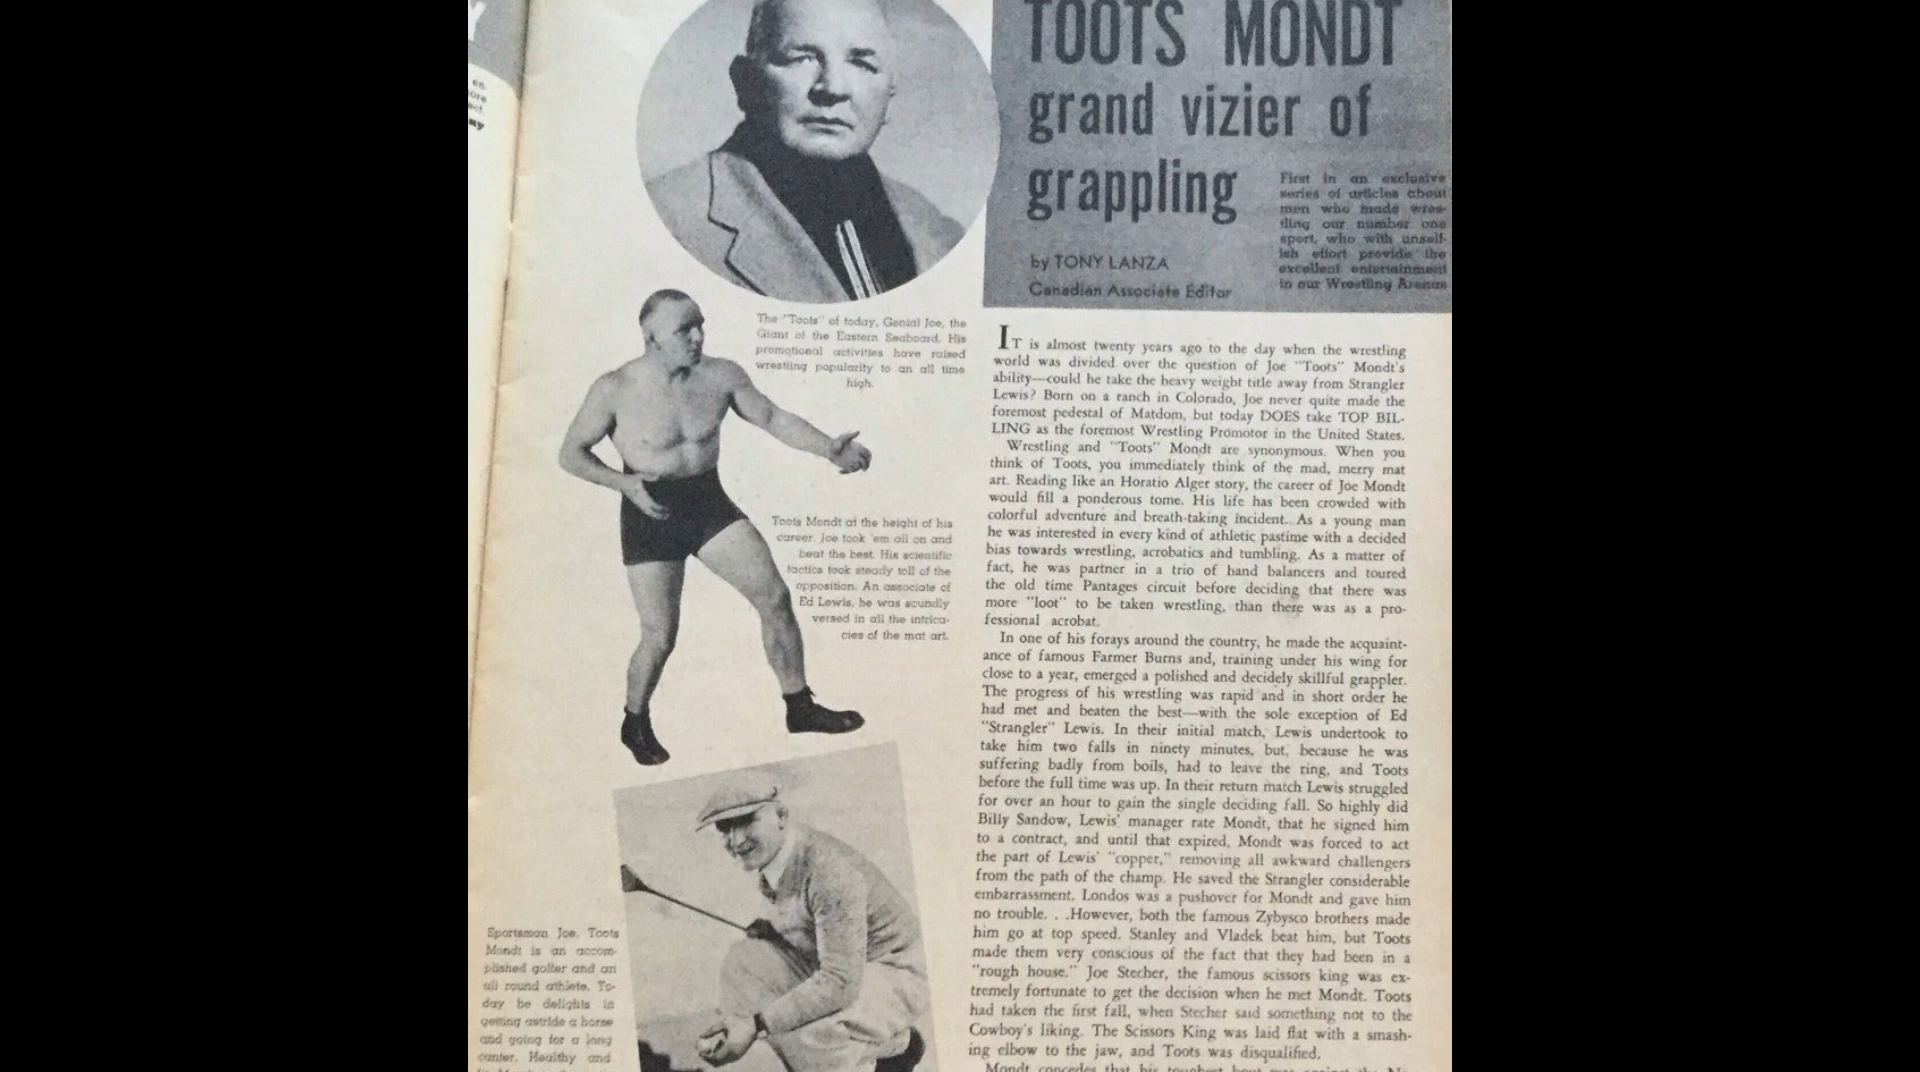 Y
en-
ore
ect.
my
TOOTS MONDT
grand vizier of
grappling
First in an exclusive
series of articles about
men who made wres-
tling our number one
sport, who with unself-
ish effort provide the
excellent entertainment
in our Wrestling Arenas
by TONY LANZA
Canadian Associate Editor
The "Toots" of today, Genial Joe, the
Giant of the Eastern Seaboard. His
promotional activities have raised
wrestling popularity to an all time
high.
Toots Mondt at the height of his
career. Joe took 'em all on and
beat the best. His scientific
tactics took steady toll of the
opposition. An associate of
Ed Lewis, he was soundly
versed in all the intrica-
cies of the mat art.
Sportsman Joe. Toots
Mondt is an accom-
plished golfer and an
all round athlete. To-
day he delights in
getting astride a horse
and going for a long
canter. Healthy and
IT is almost twenty years ago to the day when the wrestling
world was divided over the question of Joe "Toots" Mondt's
ability—could he take the heavy weight title away from Strangler
Lewis? Born on a ranch in Colorado, Joe never quite made the
foremost pedestal of Matdom, but today DOES take TOP BIL-
LING as the foremost Wrestling Promotor in the United States.
Wrestling and "Toots" Mondt are synonymous. When you
think of Toots, you immediately think of the mad, merry mat
art. Reading like an Horatio Alger story, the career of Joe Mondt
would fill a ponderous tome. His life has been crowded with
colorful adventure and breath-taking incident. As a young man
he was interested in every kind of athletic pastime with a decided
bias towards wrestling, acrobatics and tumbling. As a matter of
fact, he was partner in a trio of hand balancers and toured
the old time Pantages circuit before deciding that there was
more "loot" to be taken wrestling, than there was as a pro-
fessional acrobat.
In one of his forays around the country, he made the acquaint-
ance of famous Farmer Burns and, training under his wing for
close to a year, emerged a polished and decidely skillful grappler.
The progress of his wrestling was rapid and in short order he
had met and beaten the best—with the sole exception of Ed
"Strangler" Lewis. In their initial match, Lewis undertook to
take him two falls in ninety minutes, but, because he was
suffering badly from boils, had to leave the ring, and Toots
before the full time was up. In their return match Lewis struggled
for over an hour to gain the single deciding fall. So highly did
Billy Sandow, Lewis' manager rate Mondt, that he signed him
to a contract, and until that expired, Mondt was forced to act
the part of Lewis' "copper," removing all awkward challengers
from the path of the champ. He saved the Strangler considerable
embarrassment. Londos was a pushover for Mondt and gave him
no trouble. . .However, both the famous Zybysco brothers made
him go at top speed. Stanley and Vladek beat him, but Toots
made them very conscious of the fact that they had been in a
"rough house." Joe Stecher, the famous scissors king was ex-
tremely fortunate to get the decision when he met Mondt. Toots
had taken the first fall, when Stecher said something not to the
Cowboy's liking. The Scissors King was laid flat with a smash-
ing elbow to the jaw, and Toots was disqualified.
Mondt concedes that his toughest bout was against the